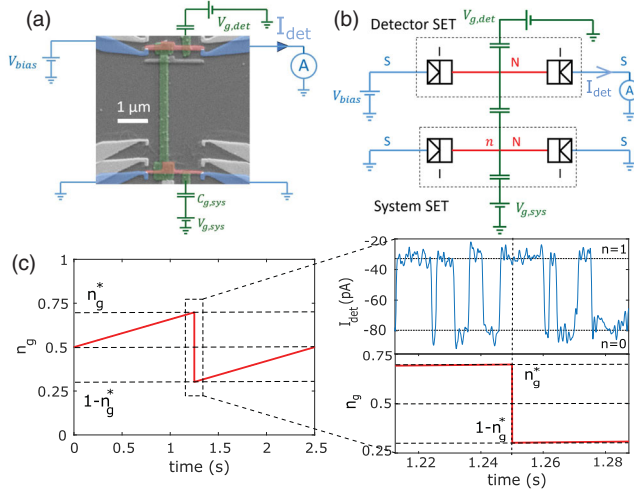 (a)
V_g,det
I_det
V_bias
A
1 μm
C_g,sys
V_g,sys
(b)
V_g,det
Detector SET
I
I
S
N
S
I_det
A
V_bias
I
I
S
n
N
S
System SET
V_g,sys
(c)
1
0.75
0.5
0.25
0
n_g
n_g^*
1-n_g^*
0
0.5
1
1.5
2
2.5
time (s)
-20
-40
-60
-80
I_det (pA)
n=1
n=0
0.75
0.5
0.25
n_g
n_g^*
1-n_g^*
1.22
1.24
1.26
1.28
time (s)